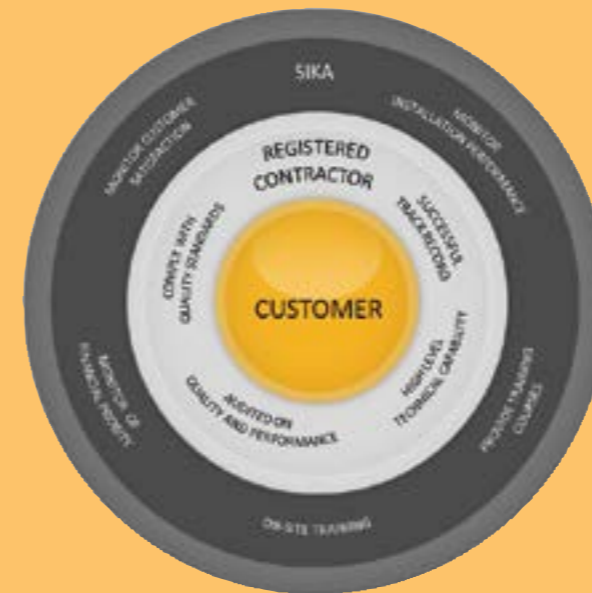 SIKA
MONITOR
INSTALLATION PERFORMANCE
PROVIDE TRAINING
COURSES
ON-SITE TRAINING
MONITOR OF
FINANCIAL
MONITOR CUSTOMER
SATISFACTION
REGISTERED
CONTRACTOR
SUCCESSFUL
TRACK RECORD
HIGH LEVEL
TECHNICAL CAPABILITY
AUDITED ON
QUALITY AND PERFORMANCE
COMPLY WITH
QUALITY STANDARDS
CUSTOMER